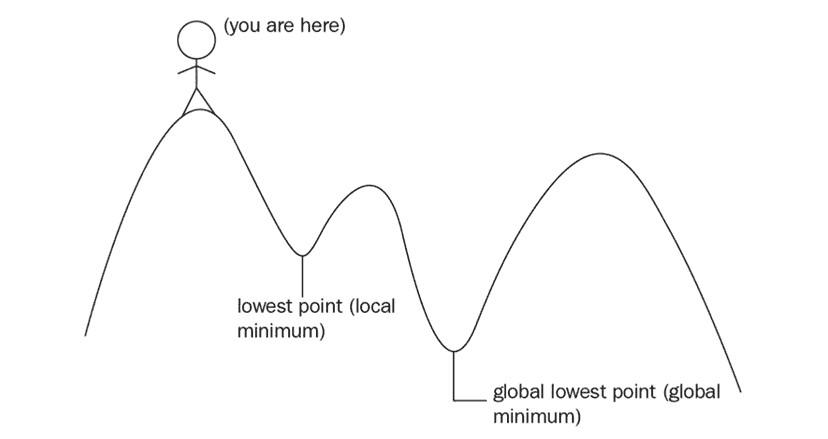 (you are here)
lowest point (local
minimum)
global lowest point (global
minimum)